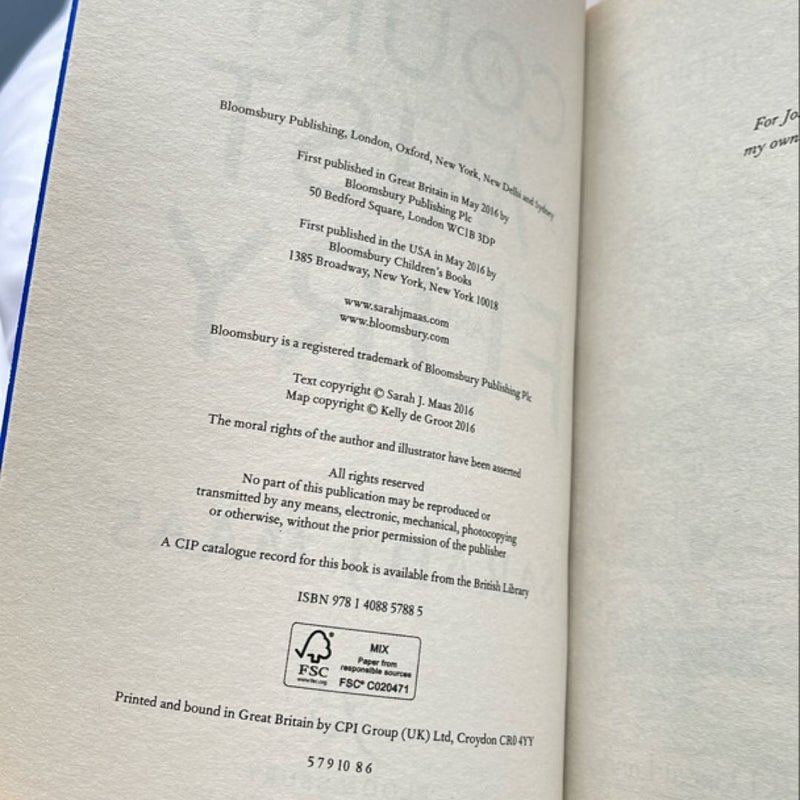 Bloomsbury Publishing, London, Oxford, New York, New Delhi and Sydney
First published in Great Britain in May 2016 by
Bloomsbury Publishing Plc
50 Bedford Square, London WC1B 3DP
First published in the USA in May 2016 by
Bloomsbury Children's Books
1385 Broadway, New York, New York 10018
www.sarahjmaas.com
www.bloomsbury.com
Bloomsbury is a registered trademark of Bloomsbury Publishing Plc
Text copyright © Sarah J. Maas 2016
Map copyright © Kelly de Groot 2016
The moral rights of the author and illustrator have been asserted
All rights reserved
No part of this publication may be reproduced or
transmitted by any means, electronic, mechanical, photocopying
or otherwise, without the prior permission of the publisher
A CIP catalogue record for this book is available from the British Library
ISBN 978 1 4088 5788 5
MIX
Paper from
responsible sources
FSC® C020471
FSC
www.fsc.org
Printed and bound in Great Britain by CPI Group (UK) Ltd, Croydon CR0 4YY
5 7 9 10 8 6
For Jo
my own